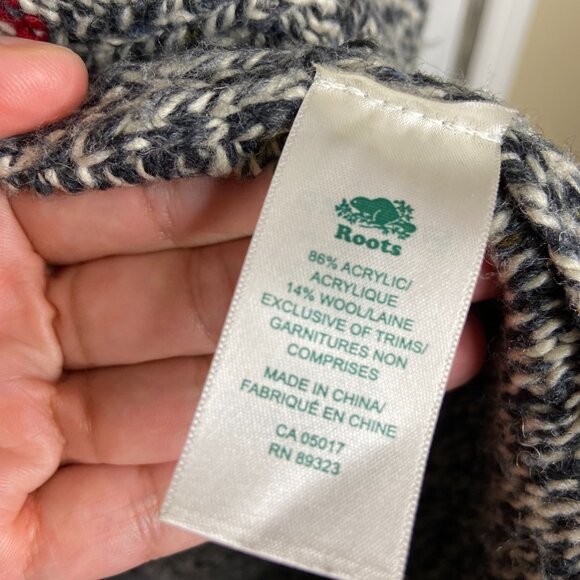 Roots
86% ACRYLIC/
ACRYLIQUE
14% WOOL/LAINE
EXCLUSIVE OF TRIMS/
GARNITURES NON
COMPRISES
MADE IN CHINA/
FABRIQUÉ EN CHINE
CA 05017
RN 89323